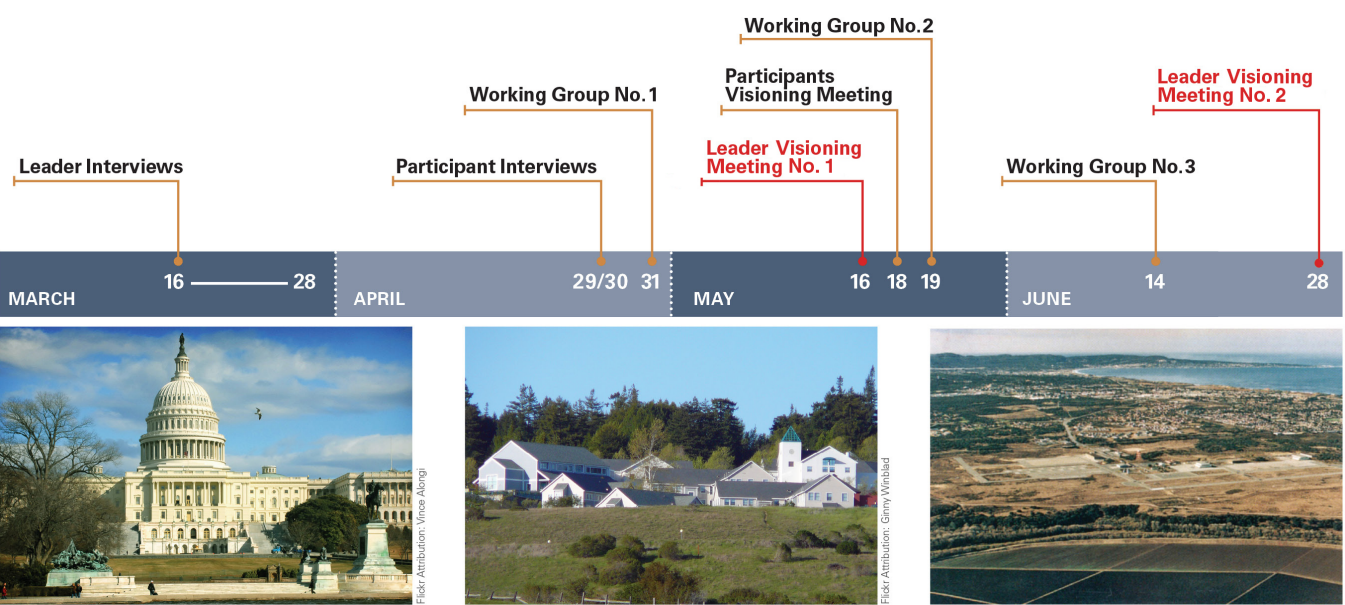 Working Group No.2
Participants
Visioning Meeting
Leader Visioning
Meeting No. 2
Working Group No.1
Leader Visioning
Meeting No. 1
Leader Interviews
Participant Interviews
Working Group No.3
16 28
29/30 31
16 18 19
14
28
MARCH
APRIL
MAY
JUNE
Flickr Attribution: Vince Alongi
Flickr Attribution: Ginny Winblad